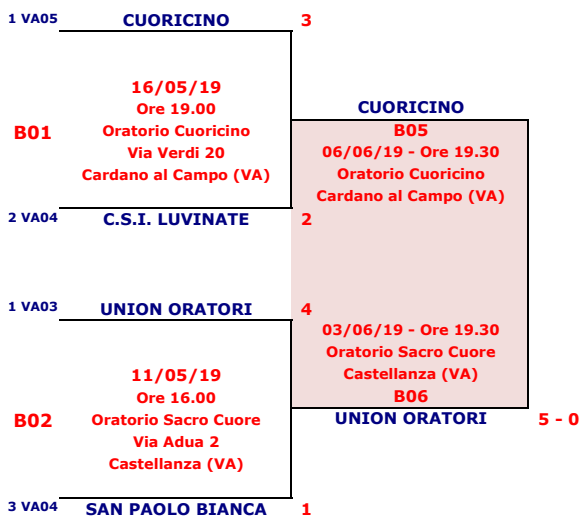 1 VA05 CUORICINO 3
16/05/19
Ore 19.00
B01 Oratorio Cuoricino
Via Verdi 20
Cardano al Campo (VA)
2 VA04 C.S.I. LUVINATE 2
CUORICINO
B05
06/06/19 - Ore 19.30
Oratorio Cuoricino
Cardano al Campo (VA)
1 VA03 UNION ORATORI 4
11/05/19
Ore 16.00
B02 Oratorio Sacro Cuore
Via Adua 2
Castellanza (VA)
3 VA04 SAN PAOLO BIANCA 1
03/06/19 - Ore 19.30
Oratorio Sacro Cuore
Castellanza (VA)
B06
UNION ORATORI 5 - 0